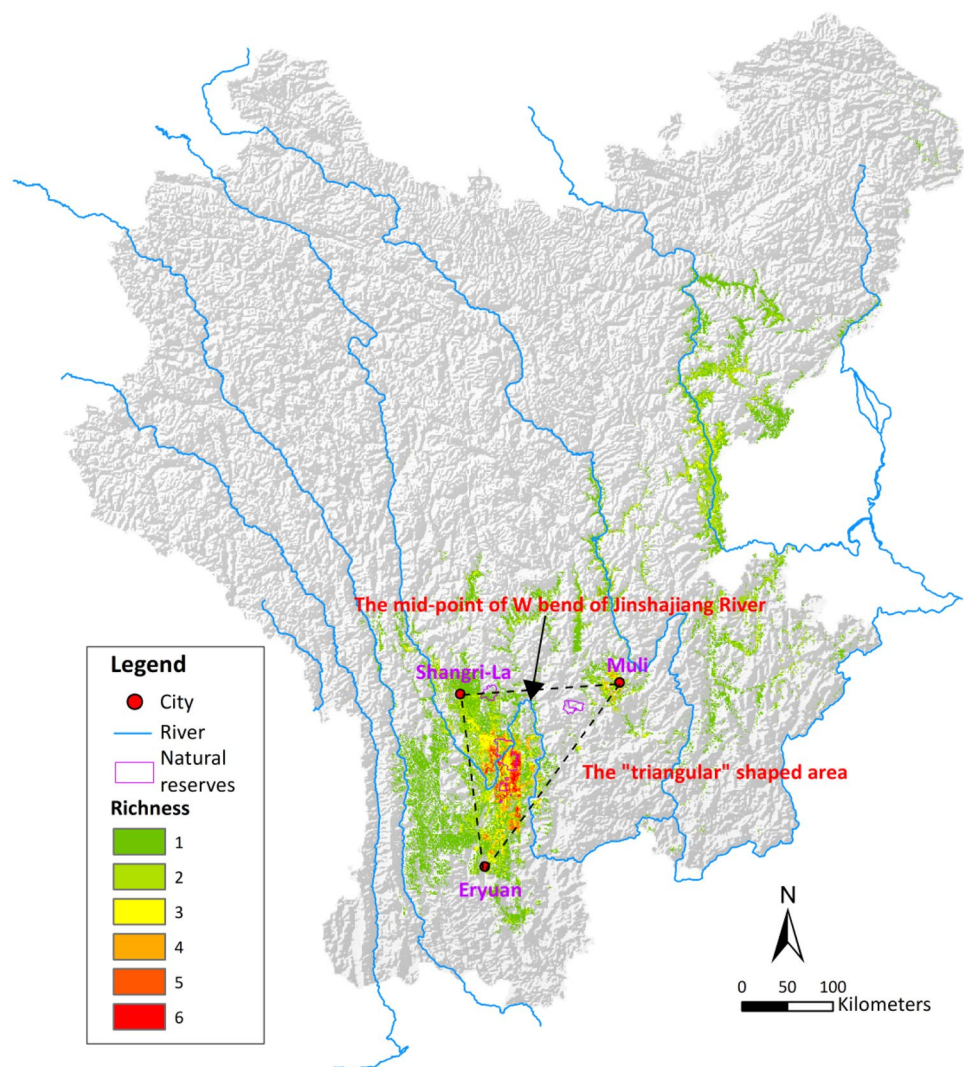 The mid-point of W bend of Jinshajiang River
Shangri-La
Muli
The "triangular" shaped area
Eryuan
Legend
City
River
Natural
reserves
Richness
1
2
3
4
5
6
N
0 50 100
Kilometers